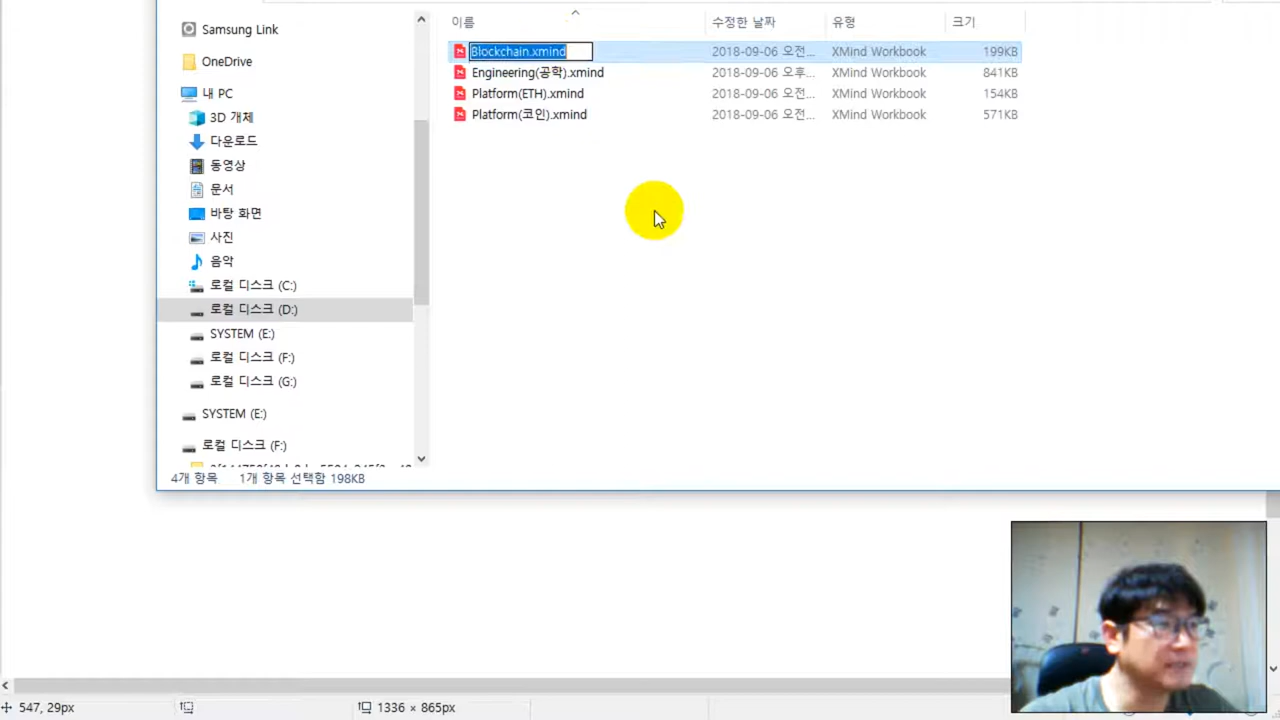 이름 수정한 날짜 유형 크기
Samsung Link
OneDrive
내 PC
3D 개체
다운로드
동영상
문서
바탕 화면
사진
음악
로컬 디스크 (C:)
로컬 디스크 (D:)
SYSTEM (E:)
로컬 디스크 (F:)
로컬 디스크 (G:)
SYSTEM (E:)
로컬 디스크 (F:)
Blockchain.xmind 2018-09-06 오전... XMind Workbook 199KB
Engineering(공학).xmind 2018-09-06 오후... XMind Workbook 841KB
Platform(ETH).xmind 2018-09-06 오전... XMind Workbook 154KB
Platform(코인).xmind 2018-09-06 오전... XMind Workbook 571KB
4개 항목 1개 항목 선택함 198KB
547, 29px 1336 × 865px